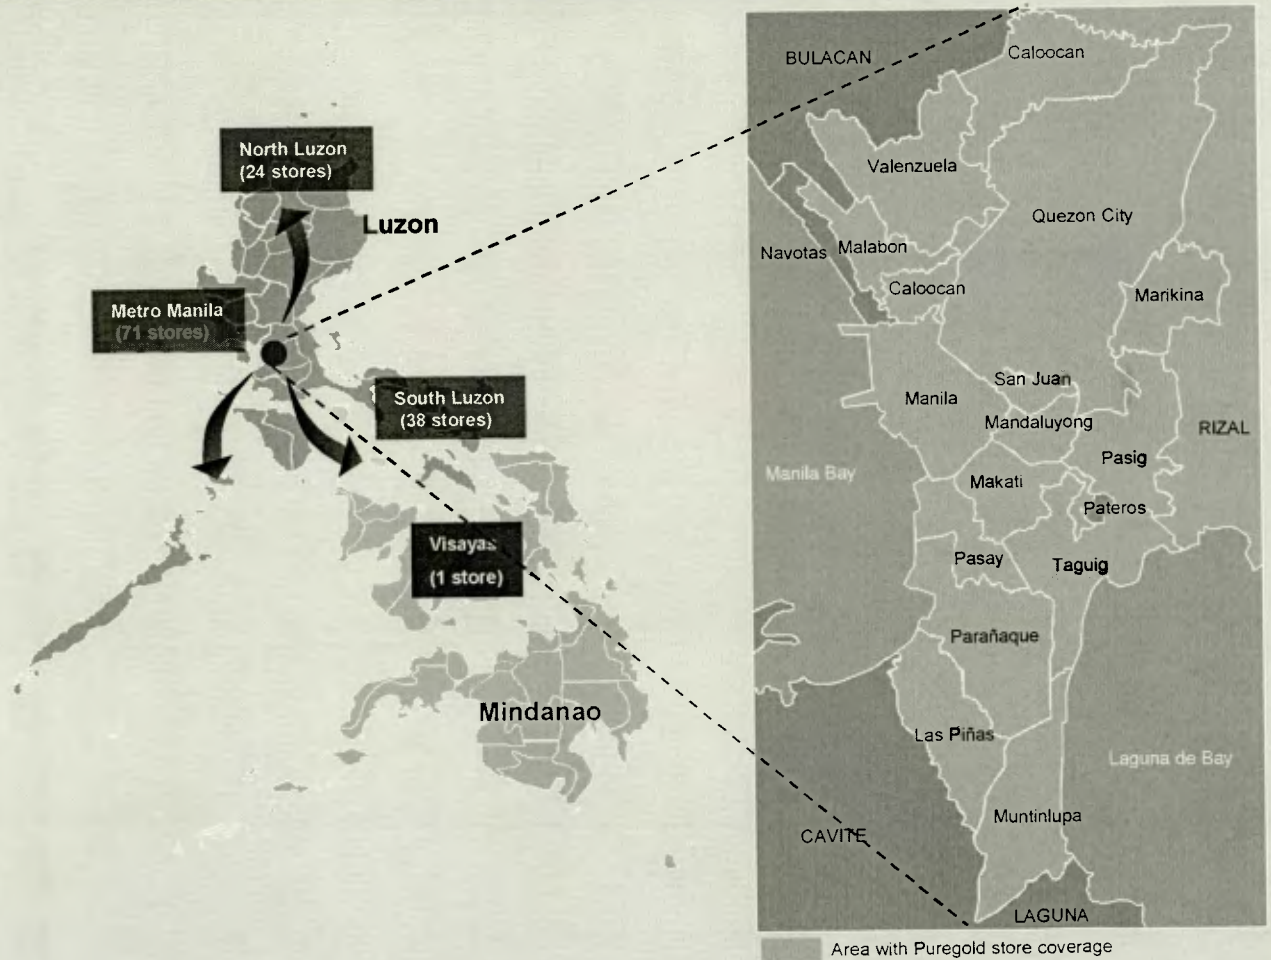 North Luzon
(24 stores)
Luzon
Metro Manila
(71 stores)
South Luzon
(38 stores)
Visayas
(1 store)
Mindanao
BULACAN
Caloocan
Valenzuela
Quezon City
Navotas
Malabon
Caloocan
Marikina
San Juan
Manila
Mandaluyong
RIZAL
Pasig
Manila Bay
Makati
Pateros
Pasay
Taguig
Parañaque
Las Piñas
Laguna de Bay
Muntinlupa
CAVITE
LAGUNA
Area with Puregold store coverage